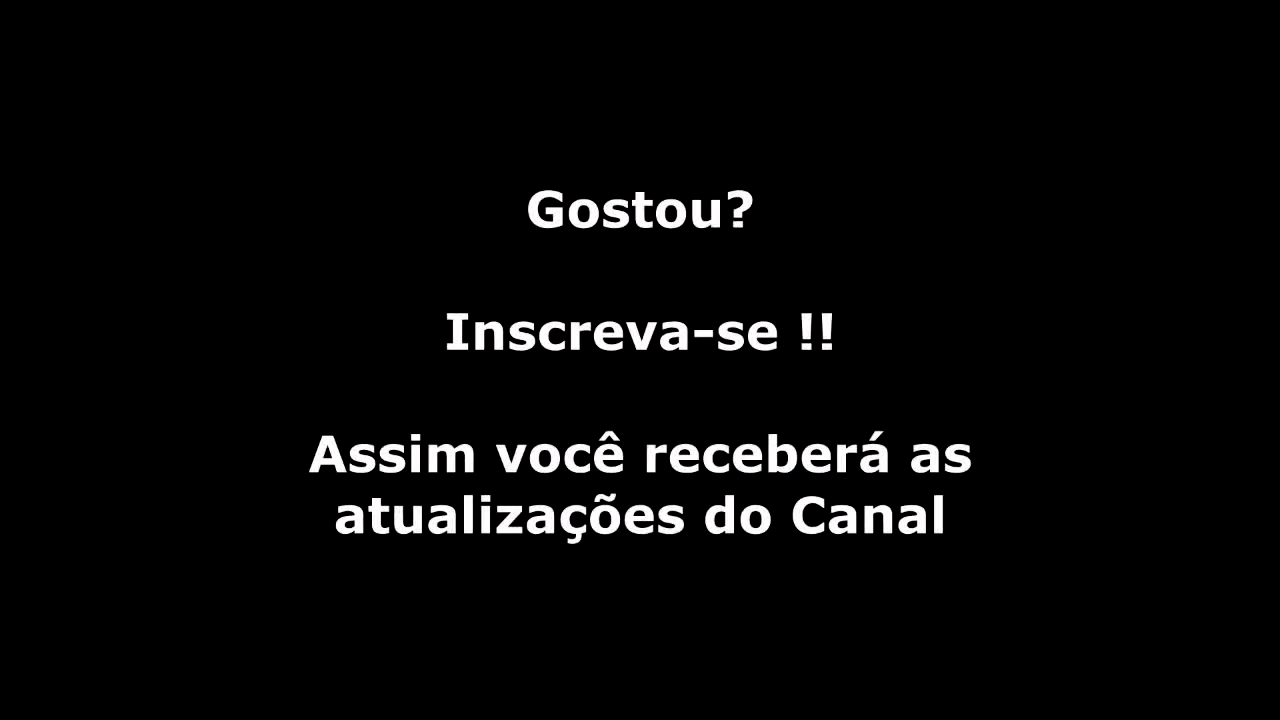 Gostou?
Inscreva-se !!
Assim você receberá as
atualizações do Canal